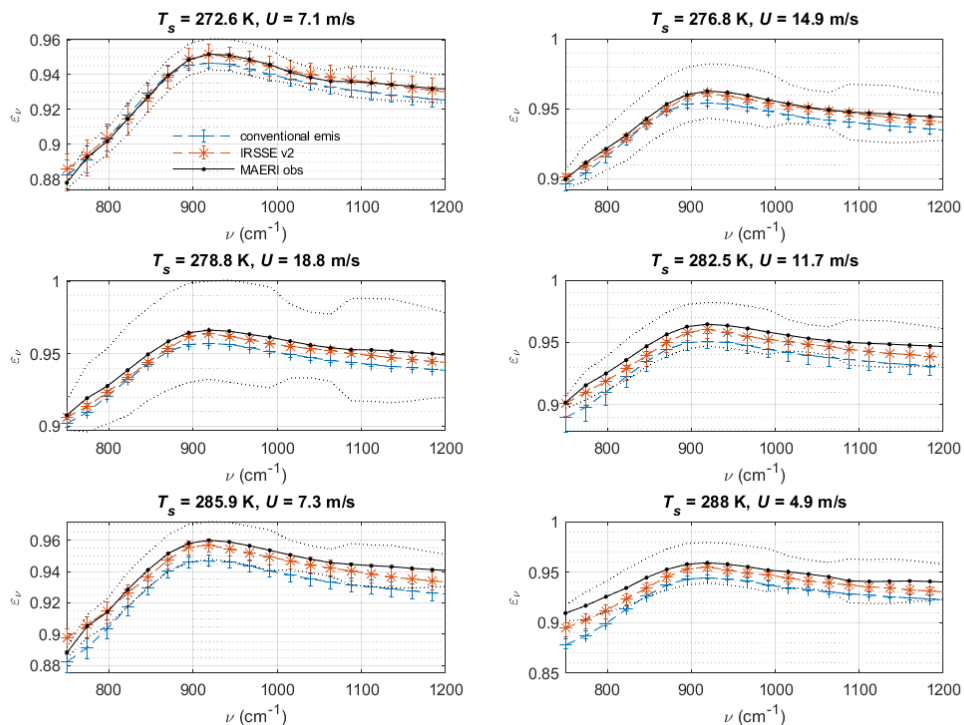 T_s = 272.6 K, U = 7.1 m/s
0.96
0.94
0.92
0.9
0.88
ε_ν
conventional emis
IRSSE v2
MAERI obs
800 900 1000 1100 1200
ν (cm⁻¹)
T_s = 276.8 K, U = 14.9 m/s
1
0.95
0.9
ε_ν
800 900 1000 1100 1200
ν (cm⁻¹)
T_s = 278.8 K, U = 18.8 m/s
1
0.95
0.9
ε_ν
800 900 1000 1100 1200
ν (cm⁻¹)
T_s = 282.5 K, U = 11.7 m/s
1
0.95
0.9
ε_ν
800 900 1000 1100 1200
ν (cm⁻¹)
T_s = 285.9 K, U = 7.3 m/s
0.96
0.94
0.92
0.9
0.88
ε_ν
800 900 1000 1100 1200
ν (cm⁻¹)
T_s = 288 K, U = 4.9 m/s
1
0.95
0.9
0.85
ε_ν
800 900 1000 1100 1200
ν (cm⁻¹)